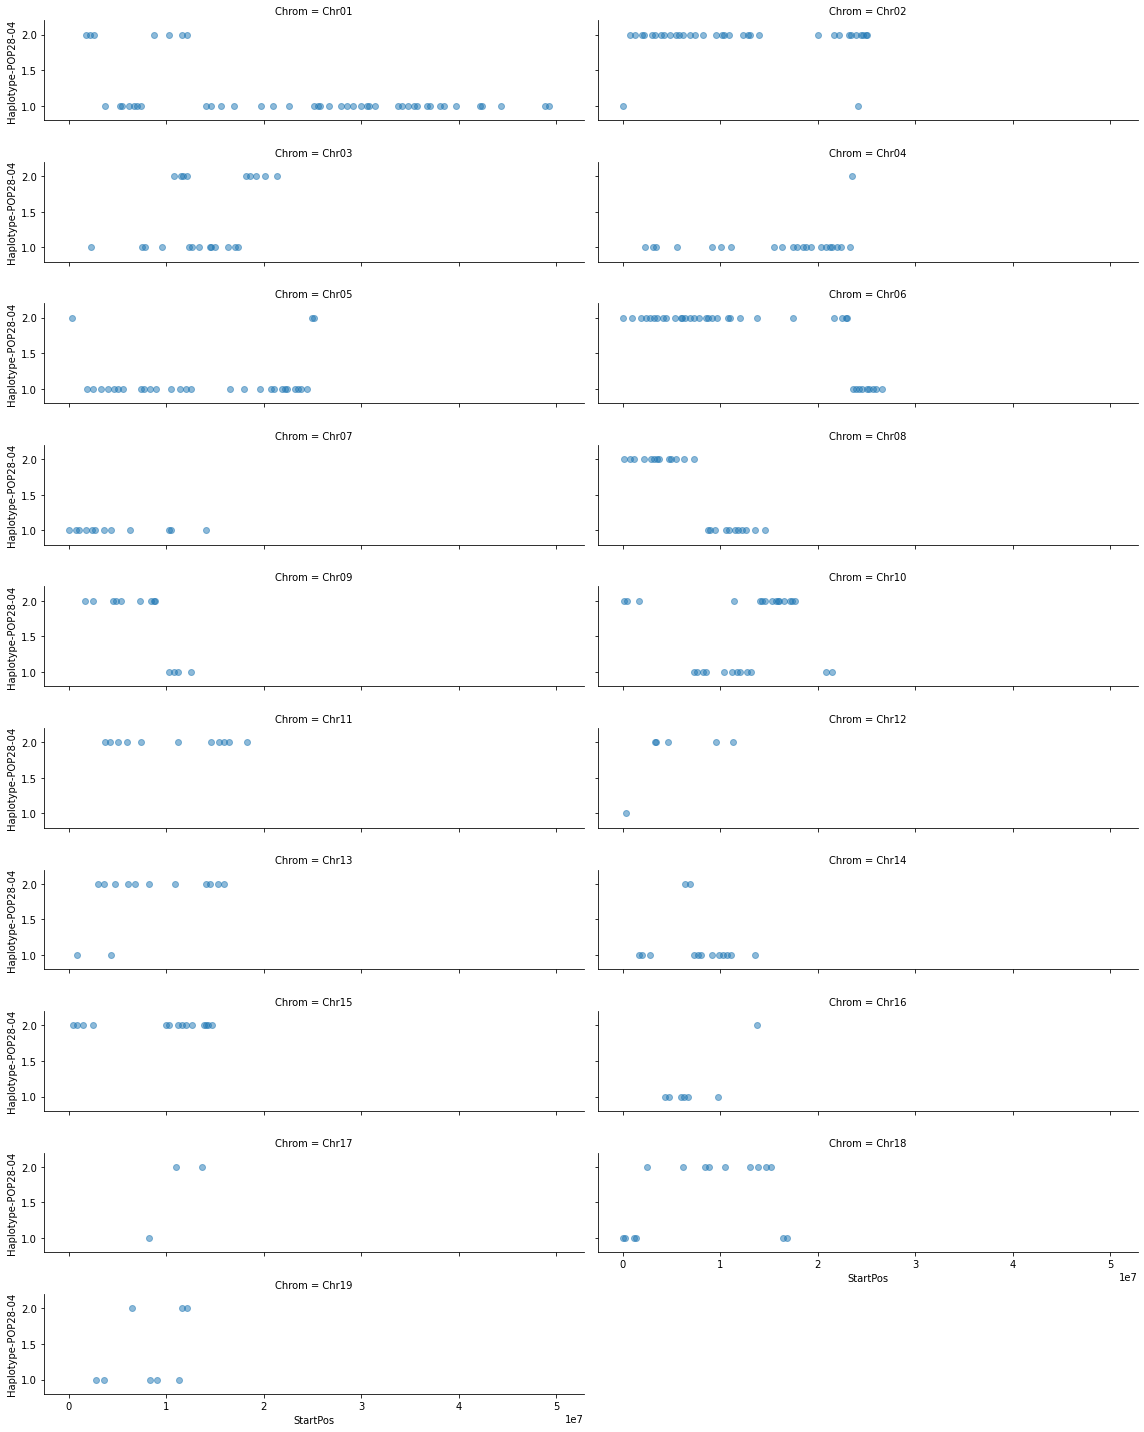 Chrom = Chr01
Chrom = Chr02
Haplotype-POP28-04
2.0
1.5
1.0
Chrom = Chr03
Chrom = Chr04
Haplotype-POP28-04
2.0
1.5
1.0
Chrom = Chr05
Chrom = Chr06
Haplotype-POP28-04
2.0
1.5
1.0
Chrom = Chr07
Chrom = Chr08
Haplotype-POP28-04
2.0
1.5
1.0
Chrom = Chr09
Chrom = Chr10
Haplotype-POP28-04
2.0
1.5
1.0
Chrom = Chr11
Chrom = Chr12
Haplotype-POP28-04
2.0
1.5
1.0
Chrom = Chr13
Chrom = Chr14
Haplotype-POP28-04
2.0
1.5
1.0
Chrom = Chr15
Chrom = Chr16
Haplotype-POP28-04
2.0
1.5
1.0
Chrom = Chr17
Chrom = Chr18
Haplotype-POP28-04
2.0
1.5
1.0
0 1 2 3 4 5
StartPos
1e7
Chrom = Chr19
Haplotype-POP28-04
2.0
1.5
1.0
0 1 2 3 4 5
StartPos
1e7